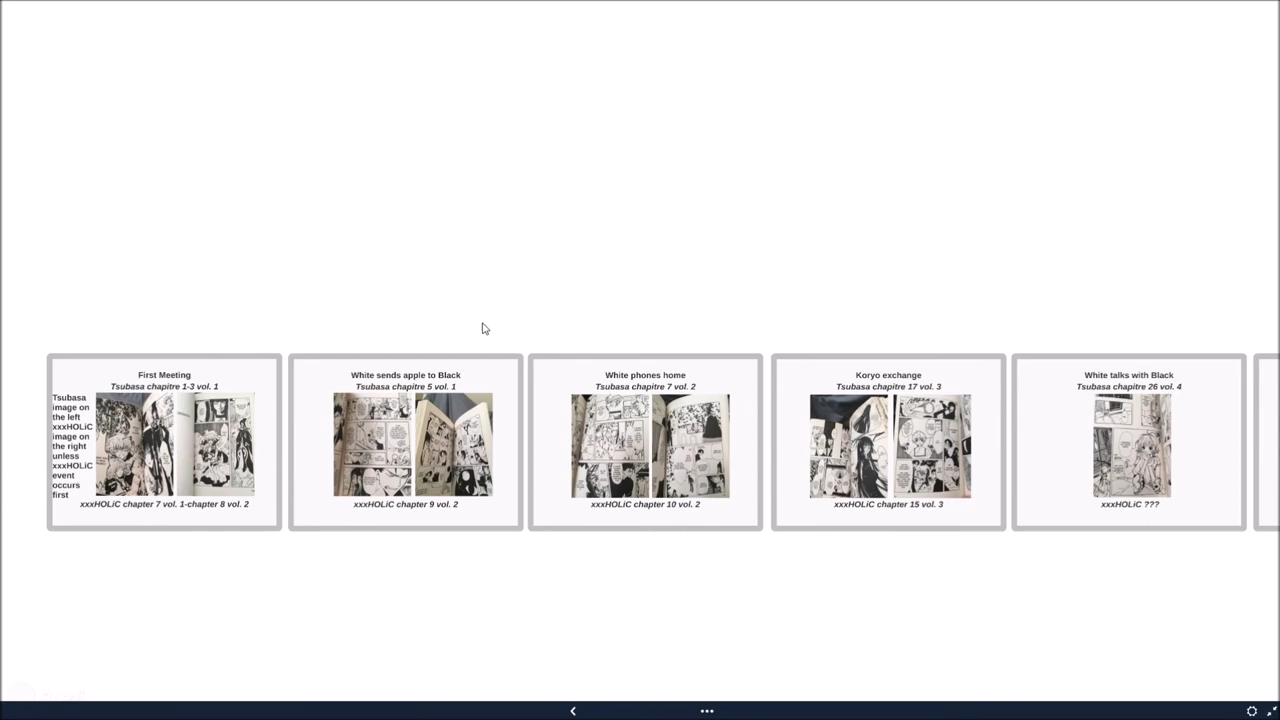 First Meeting
Tsubasa chapitre 1-3 vol. 1
Tsubasa
image on
the left
xxxHOLiC
image on
the right
unless
xxxHOLiC
event
occurs
first
xxxHOLiC chapter 7 vol. 1-chapter 8 vol. 2
White sends apple to Black
Tsubasa chapitre 5 vol. 1
xxxHOLiC chapter 9 vol. 2
White phones home
Tsubasa chapitre 7 vol. 2
xxxHOLiC chapter 10 vol. 2
Koryo exchange
Tsubasa chapitre 17 vol. 3
xxxHOLiC chapter 15 vol. 3
White talks with Black
Tsubasa chapitre 26 vol. 4
xxxHOLiC ???